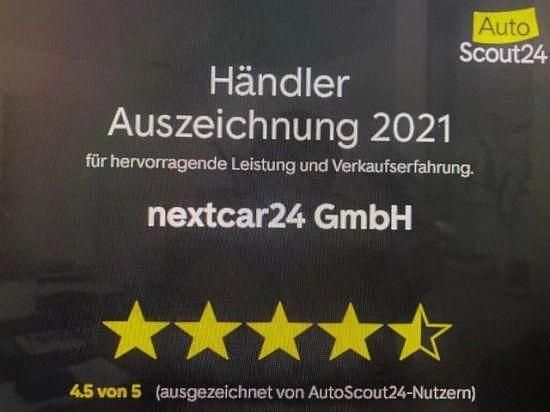 Auto
Scout24
Händler
Auszeichnung 2021
für hervorragende Leistung und Verkaufserfahrung.
nextcar24 GmbH
4.5 von 5 (ausgezeichnet von AutoScout24-Nutzern)